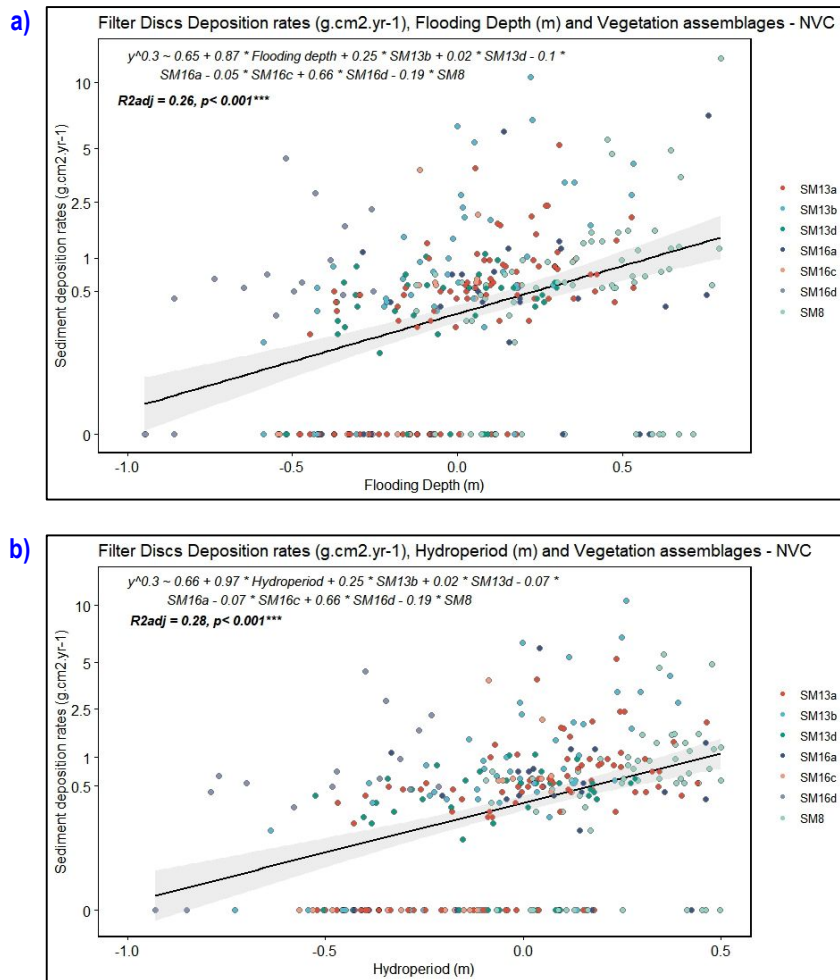 a)
Filter Discs Deposition rates (g.cm2.yr-1), Flooding Depth (m) and Vegetation assemblages - NVC
y^0.3 ~ 0.65 + 0.87 * Flooding depth + 0.25 * SM13b + 0.02 * SM13d - 0.1 *
SM16a - 0.05 * SM16c + 0.66 * SM16d - 0.19 * SM8
R2adj = 0.26, p< 0.001***
Sediment deposition rates (g.cm2.yr-1)
10
5
2.5
1
0.5
0
-1.0 -0.5 0.0 0.5
Flooding Depth (m)
SM13a
SM13b
SM13d
SM16a
SM16c
SM16d
SM8
b)
Filter Discs Deposition rates (g.cm2.yr-1), Hydroperiod (m) and Vegetation assemblages - NVC
y^0.3 ~ 0.66 + 0.97 * Hydroperiod + 0.25 * SM13b + 0.02 * SM13d - 0.07 *
SM16a - 0.07 * SM16c + 0.66 * SM16d - 0.19 * SM8
R2adj = 0.28, p< 0.001***
Sediment deposition rates (g.cm2.yr-1)
10
5
2.5
1
0.5
0
-1.0 -0.5 0.0 0.5
Hydroperiod (m)
SM13a
SM13b
SM13d
SM16a
SM16c
SM16d
SM8